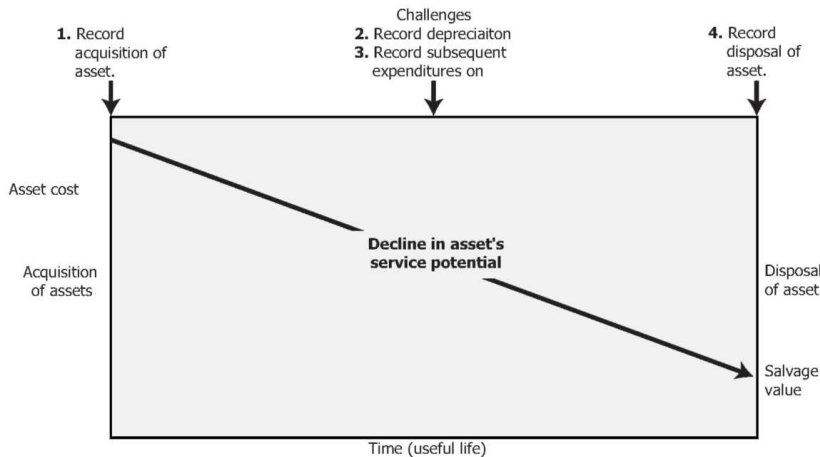 Challenges
1. Record
acquisition of
asset.
2. Record depreciaiton
3. Record subsequent
expenditures on
4. Record
disposal of
asset.
Asset cost
Decline in asset's
service potential
Acquisition
of assets
Disposal
of asset
Salvage
value
Time (useful life)